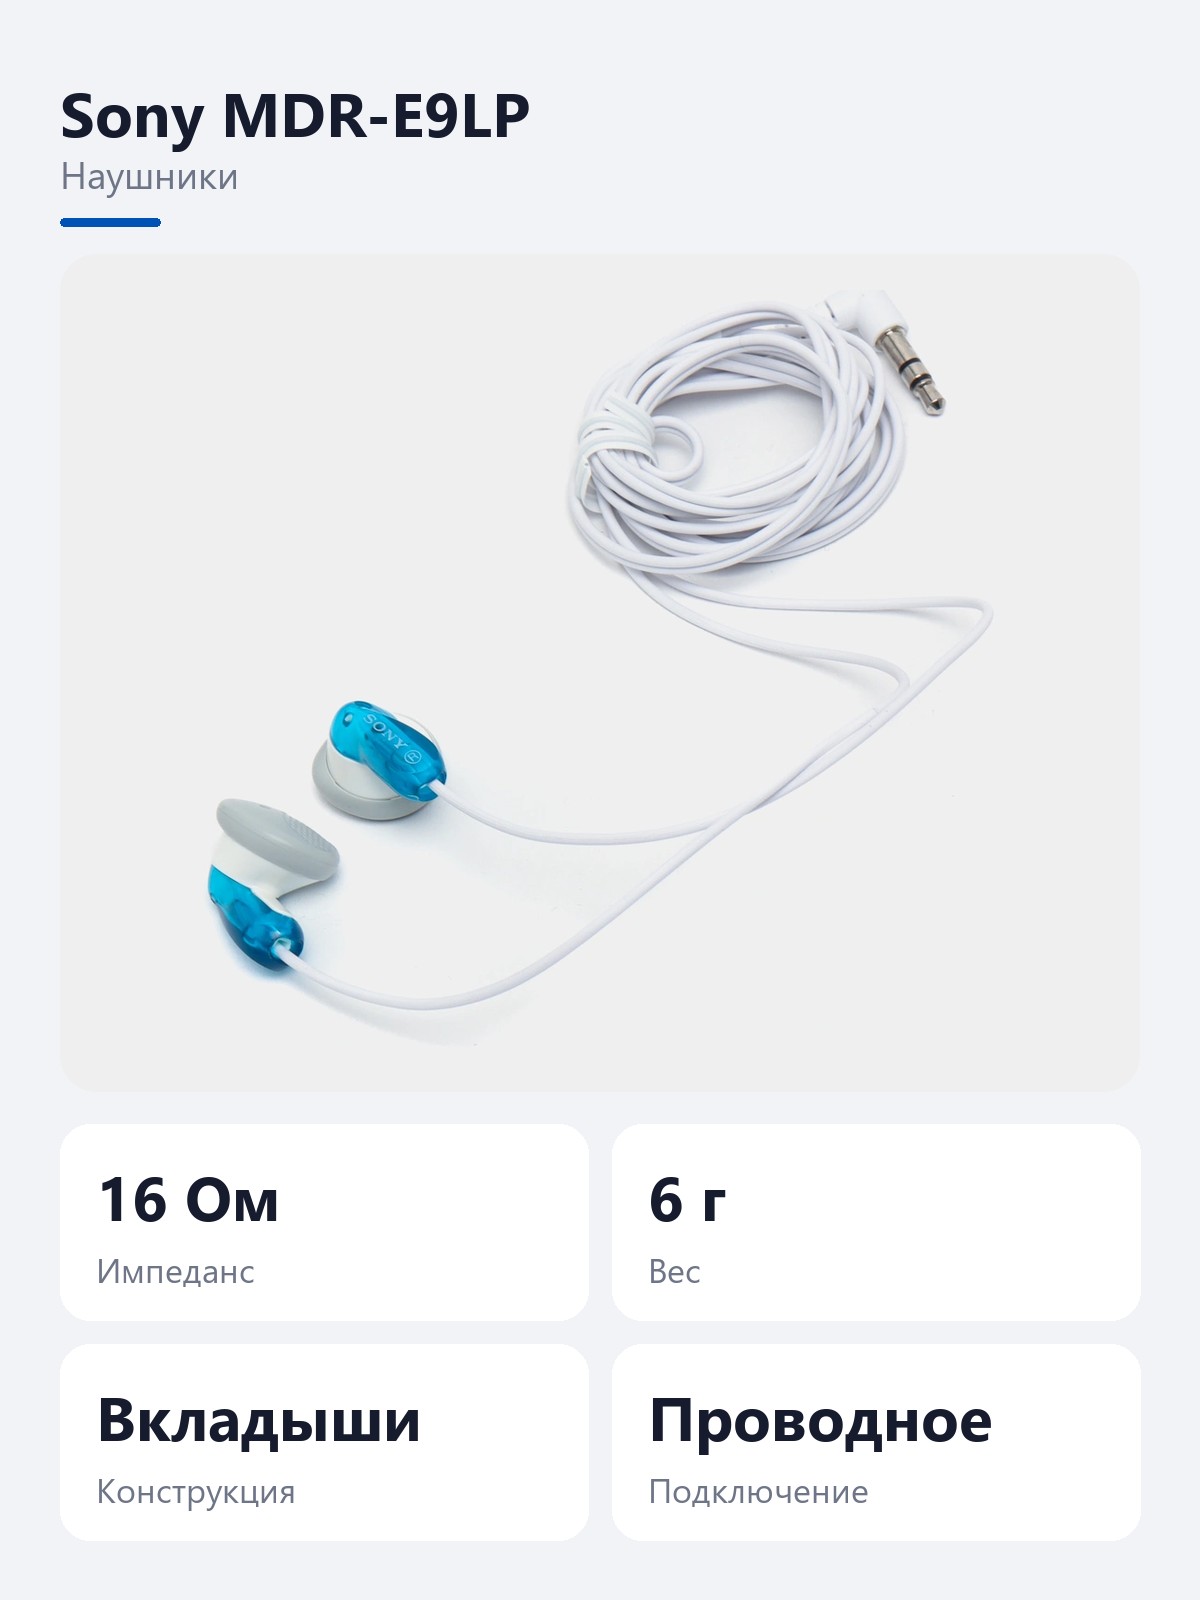 Sony MDR-E9LP
Наушники
SONY
16 Ом
Импеданс
6 г
Вес
Вкладыши
Конструкция
Проводное
Подключение